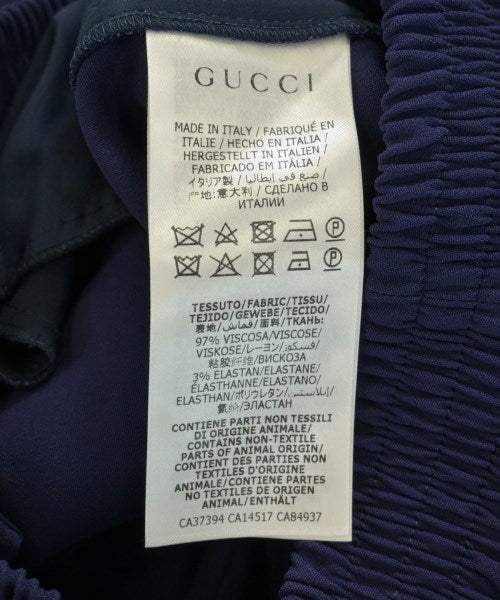 GUCCI
MADE IN ITALY / FABRIQUÉ EN
ITALIE / HECHO EN ITALIA /
HERGESTELLT IN ITALIEN /
FABRICADO EM ITÁLIA /
イタリア製 / صنع في ايطاليا /
产地:意大利 / СДЕЛАНО В
ИТАЛИИ
P
P
TESSUTO/FABRIC/TISSU/
TEJIDO/GEWEBE/TECIDO/
表地/قماش/面料/ТКАНЬ:
97% VISCOSA/VISCOSE/
VISKOSE/レーヨン/فسكوز/
粘胶纤维/ВИСКОЗА
3% ELASTAN/ELASTANE/
ÉLASTHANNE/ELASTANO/
ELASTHAN/ポリウレタン/إيلاستين/
氨纶/ЭЛАСТАН
CONTIENE PARTI NON TESSILI
DI ORIGINE ANIMALE/
CONTAINS NON-TEXTILE
PARTS OF ANIMAL ORIGIN/
CONTIENT DES PARTIES NON
TEXTILES D'ORIGINE
ANIMALE/CONTIENE PARTES
NO TEXTILES DE ORIGEN
ANIMAL/ENTHÄLT
CA37394 CA14517 CA84937